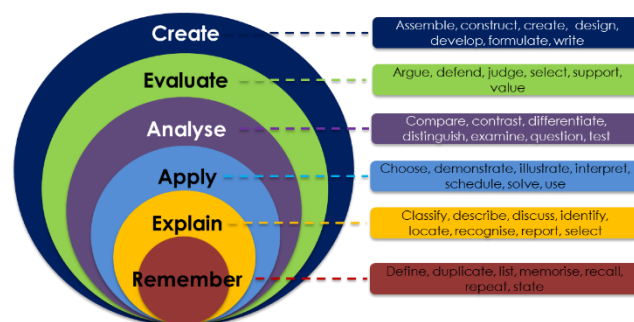 Create
Assemble, construct, create, design,
develop, formulate, write
Evaluate
Argue, defend, judge, select, support,
value
Analyse
Compare, contrast, differentiate,
distinguish, examine, question, test
Apply
Choose, demonstrate, illustrate, interpret,
schedule, solve, use
Explain
Classify, describe, discuss, identify,
locate, recognise, report, select
Remember
Define, duplicate, list, memorise, recall,
repeat, state